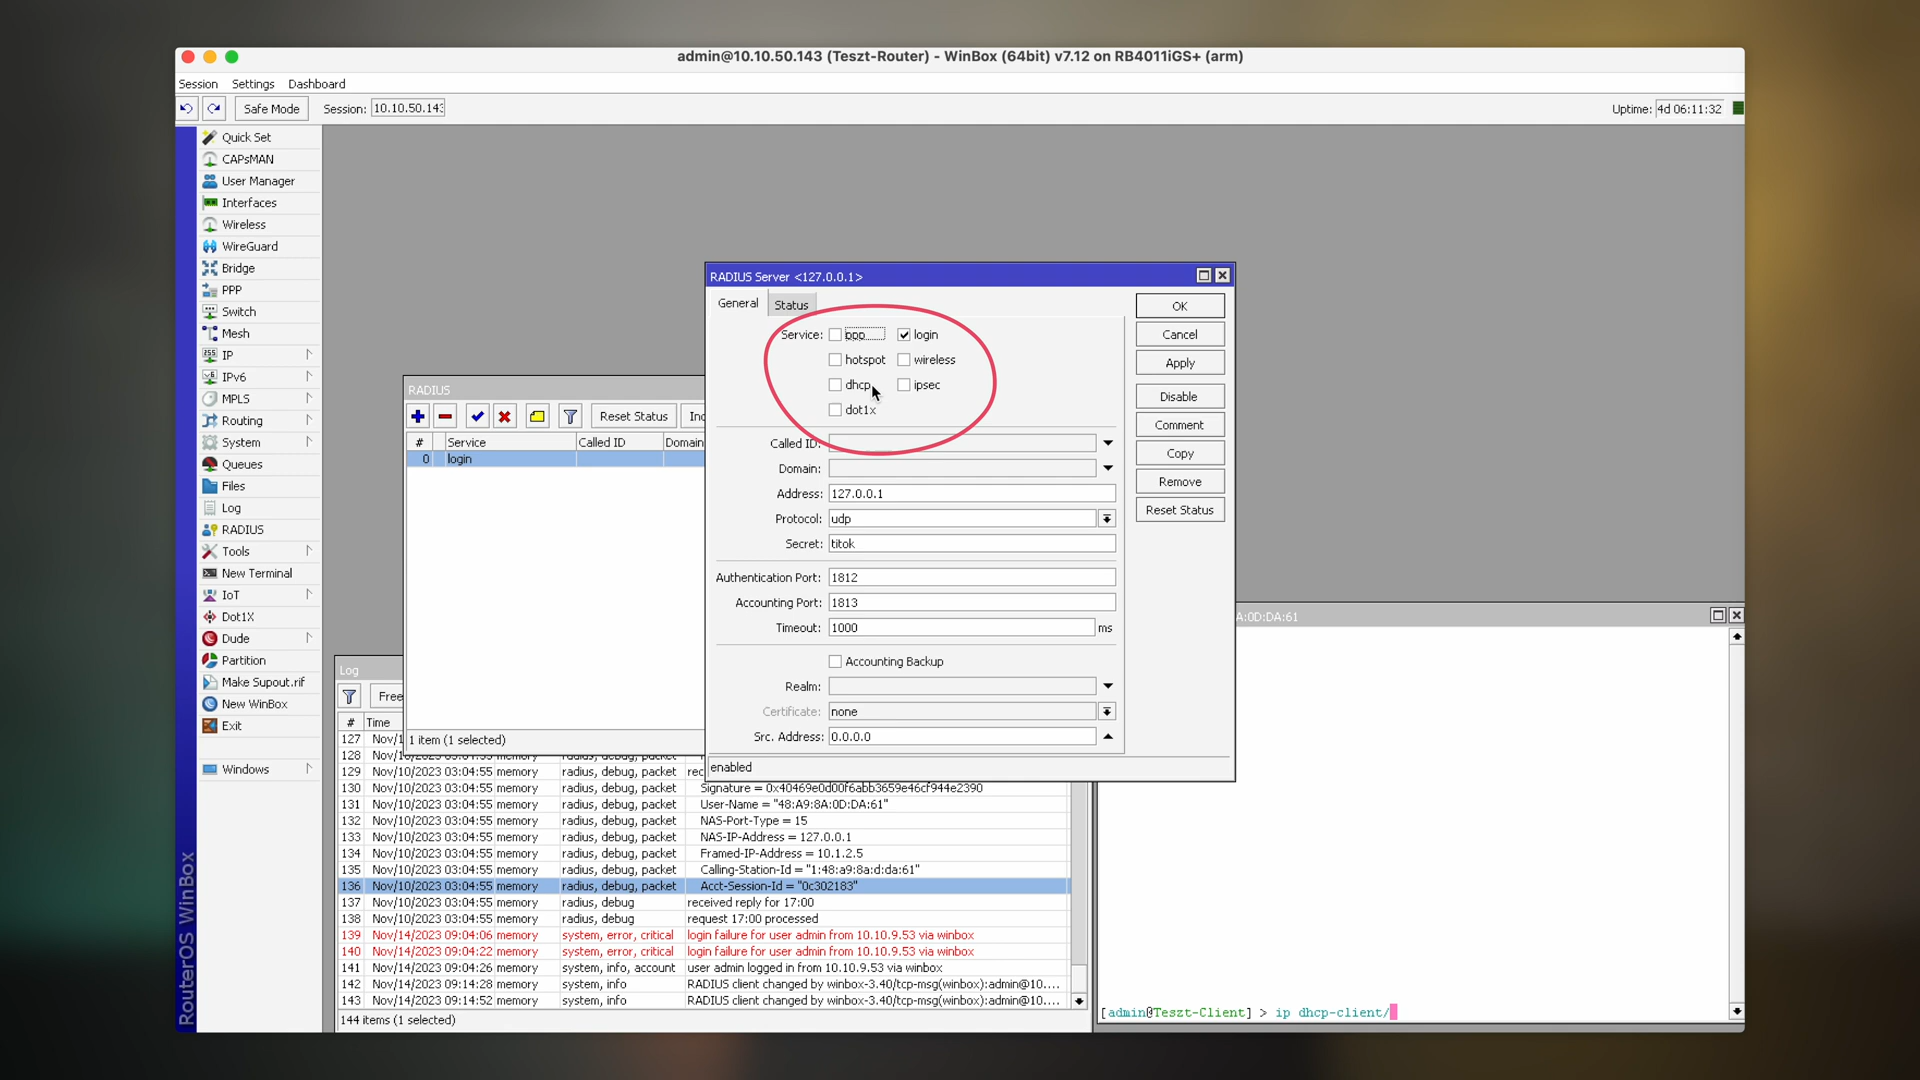 admin@10.10.50.143 (Teszt-Router) - WinBox (64bit) v7.12 on RB4011iGS+ (arm)
Session Settings Dashboard
Safe Mode Session: 10.10.50.143 Uptime: 4d 06:11:32
Quick Set
CAPsMAN
User Manager
Interfaces
Wireless
WireGuard
Bridge
PPP
Switch
Mesh
IP
IPv6
MPLS
Routing
System
Queues
Files
Log
RADIUS
Tools
New Terminal
IoT
Dot1X
Dude
Partition
Make Supout.rif
New WinBox
Exit
Windows
RouterOS WinBox
RADIUS
Reset Status
# Service Called ID Domain
0 login
1 item (1 selected)
RADIUS Server <127.0.0.1>
General Status
Service: ppp login
hotspot wireless
dhcp ipsec
dot1x
Called ID:
Domain:
Address: 127.0.0.1
Protocol: udp
Secret: titok
Authentication Port: 1812
Accounting Port: 1813
Timeout: 1000 ms
Accounting Backup
Realm:
Certificate: none
Src. Address: 0.0.0.0
enabled
OK
Cancel
Apply
Disable
Comment
Copy
Remove
Reset Status
Log
Free
# Time
127 Nov/1
128 Nov/10/2023 03:04:55 memory radius, debug, packet
129 Nov/10/2023 03:04:55 memory radius, debug, packet rec
130 Nov/10/2023 03:04:55 memory radius, debug, packet Signature = 0x40469e0d00f6abb3659e46cf944e2390
131 Nov/10/2023 03:04:55 memory radius, debug, packet User-Name = "48:A9:8A:0D:DA:61"
132 Nov/10/2023 03:04:55 memory radius, debug, packet NAS-Port-Type = 15
133 Nov/10/2023 03:04:55 memory radius, debug, packet NAS-IP-Address = 127.0.0.1
134 Nov/10/2023 03:04:55 memory radius, debug, packet Framed-IP-Address = 10.1.2.5
135 Nov/10/2023 03:04:55 memory radius, debug, packet Calling-Station-Id = "1:48:a9:8a:d:da:61"
136 Nov/10/2023 03:04:55 memory radius, debug, packet Acct-Session-Id = "0c302183"
137 Nov/10/2023 03:04:55 memory radius, debug received reply for 17:00
138 Nov/10/2023 03:04:55 memory radius, debug request 17:00 processed
139 Nov/14/2023 09:04:06 memory system, error, critical login failure for user admin from 10.10.9.53 via winbox
140 Nov/14/2023 09:04:22 memory system, error, critical login failure for user admin from 10.10.9.53 via winbox
141 Nov/14/2023 09:04:26 memory system, info, account user admin logged in from 10.10.9.53 via winbox
142 Nov/14/2023 09:14:28 memory system, info RADIUS client changed by winbox-3.40/tcp-msg(winbox):admin@10....
143 Nov/14/2023 09:14:52 memory system, info RADIUS client changed by winbox-3.40/tcp-msg(winbox):admin@10....
144 items (1 selected)
A:0D:DA:61
[admin@Teszt-Client] > ip dhcp-client/